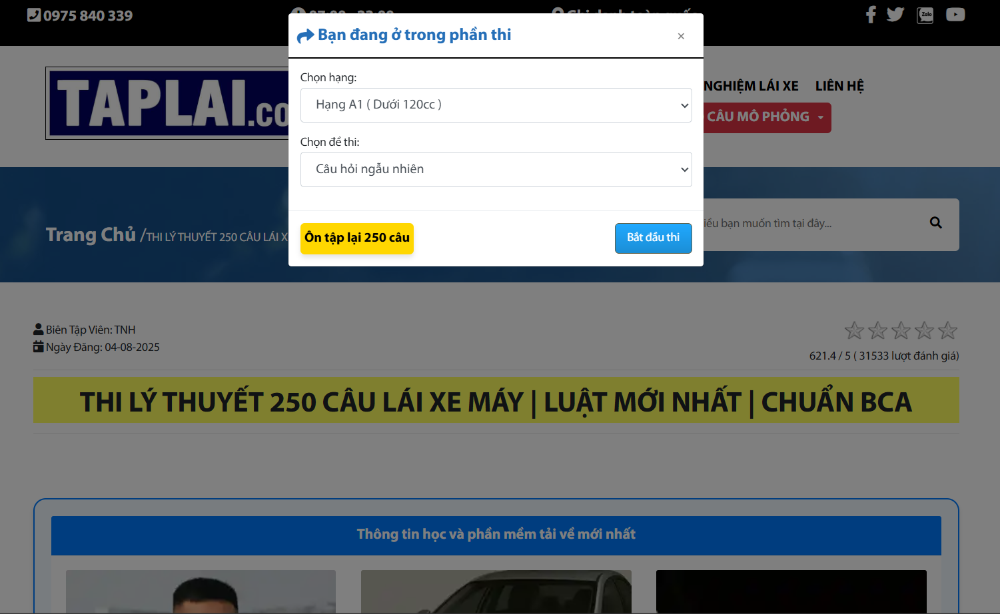 0975 840 339
Bạn đang ở trong phần thi
×
Chọn hạng:
Hạng A1 ( Dưới 120cc )
Chọn đề thi:
Câu hỏi ngẫu nhiên
Ôn tập lại 250 câu
Bắt đầu thi
Zalo
TAPLAI.co
NGHIỆM LÁI XE LIÊN HỆ
CÂU MÔ PHỎNG
Trang Chủ /THI LÝ THUYẾT 250 CÂU LÁI X
bạn muốn tìm tại đây...
Biên Tập Viên: TNH
Ngày Đăng: 04-08-2025
621.4 / 5 ( 31533 lượt đánh giá)
THI LÝ THUYẾT 250 CÂU LÁI XE MÁY | LUẬT MỚI NHẤT | CHUẨN BCA
Thông tin học và phần mềm tải về mới nhất